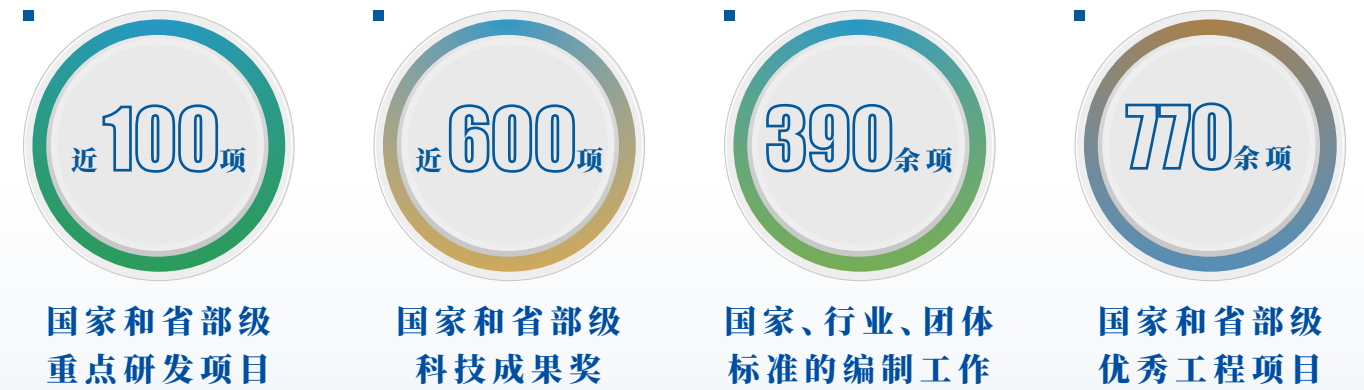 近100项
国家和省部级
重点研发项目
近600项
国家和省部级
科技成果奖
390余项
国家、行业、团体
标准的编制工作
770余项
国家和省部级
优秀工程项目